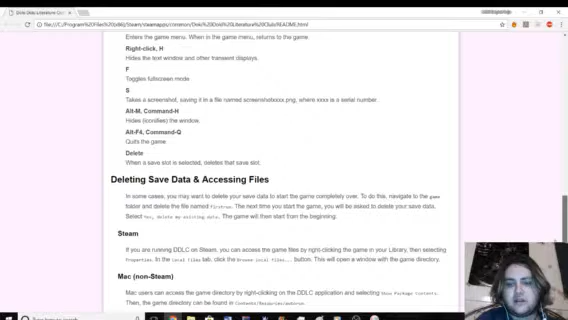 Doki Doki Literature Clu
file:///C:/Program%20Files%20(x86)/Steam/steamapps/common/Doki%20Doki%20Literature%20Club/README.html
Enters the game menu. When in the game menu, returns to the game.
Right-click, H
Hides the text window and other transient displays.
F
Toggles fullscreen mode
S
Takes a screenshot, saving it in a file named screenshotxxxx.png, where xxxx is a serial number.
Alt-M, Command-H
Hides (iconifies) the window.
Alt-F4, Command-Q
Quits the game.
Delete
When a save slot is selected, deletes that save slot.
Deleting Save Data & Accessing Files
In some cases, you may want to delete your save data to start the game completely over. To do this, navigate to the game
folder and delete the file named firstrun. The next time you start the game, you will be asked to delete your save data.
Select "Yes, delete my existing data. The game will then start from the beginning.
Steam
If you are running DDLC on Steam, you can access the game files by right-clicking the game in your Library, then selecting
Properties. In the Local Files tab, click the Browse Local Files... button. This will open a window with the game directory.
Mac (non-Steam)
Mac users can access the game directory by right-clicking on the DDLC application and selecting Show Package Contents.
Then, the game directory can be found in Contents/Resources/autorun.
Type here to search